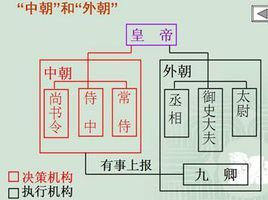 “中朝”和“外朝”
皇 帝
中朝
外朝
尚书令
侍中
常侍
丞相
御史大夫
太尉
有事上报
九 卿
决策机构
执行机构